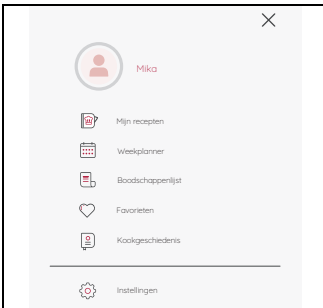 Mika
Mijn recepten
Weekplanner
Boodschappenlijst
Favorieten
Kookgeschiedenis
Instellingen